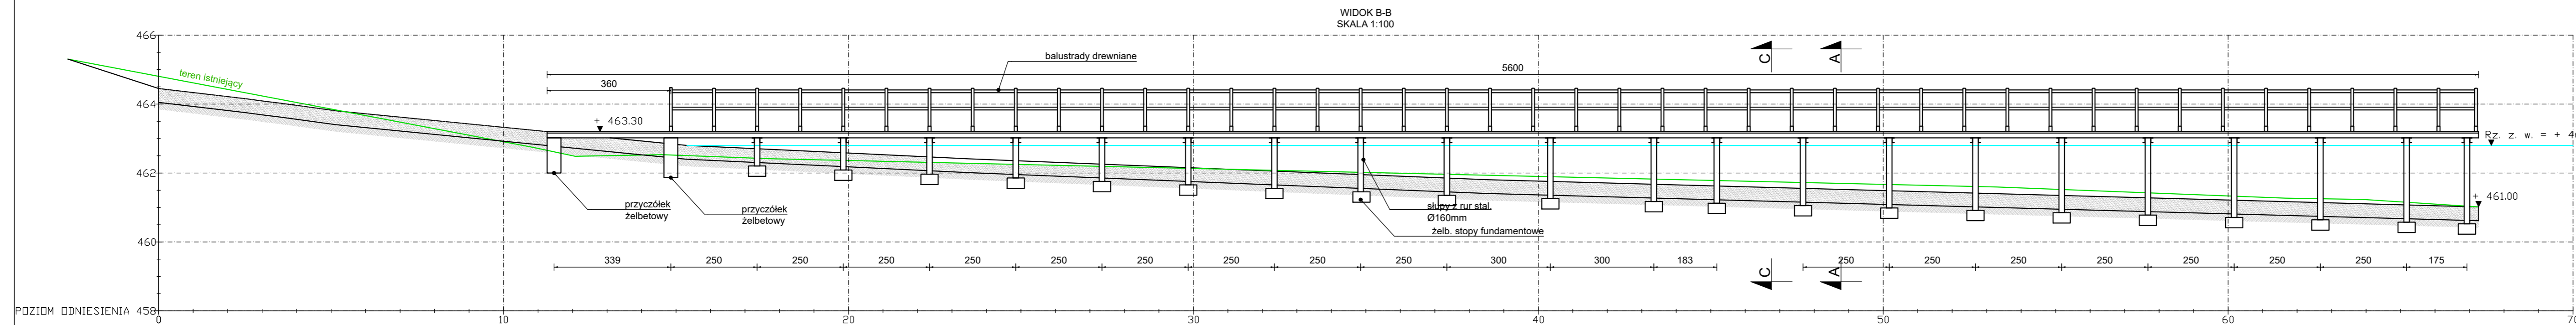 WIDOK B-B
SKALA 1:100
466
balustrady drewniane
C
A
teren istniejący
5600
360
464
+ 463.30
Rz. z. w. = + 46
462
+ 461.00
przyczółek
żelbetowy
przyczółek
żelbetowy
słupy z rur stal.
Ø160mm
żelb. stopy fundamentowe
460
339
250
250
250
250
250
250
250
250
250
300
300
183
C
A
250
250
250
250
250
250
250
175
POZIOM ODNIESIENIA 458
0
10
20
30
40
50
60
70